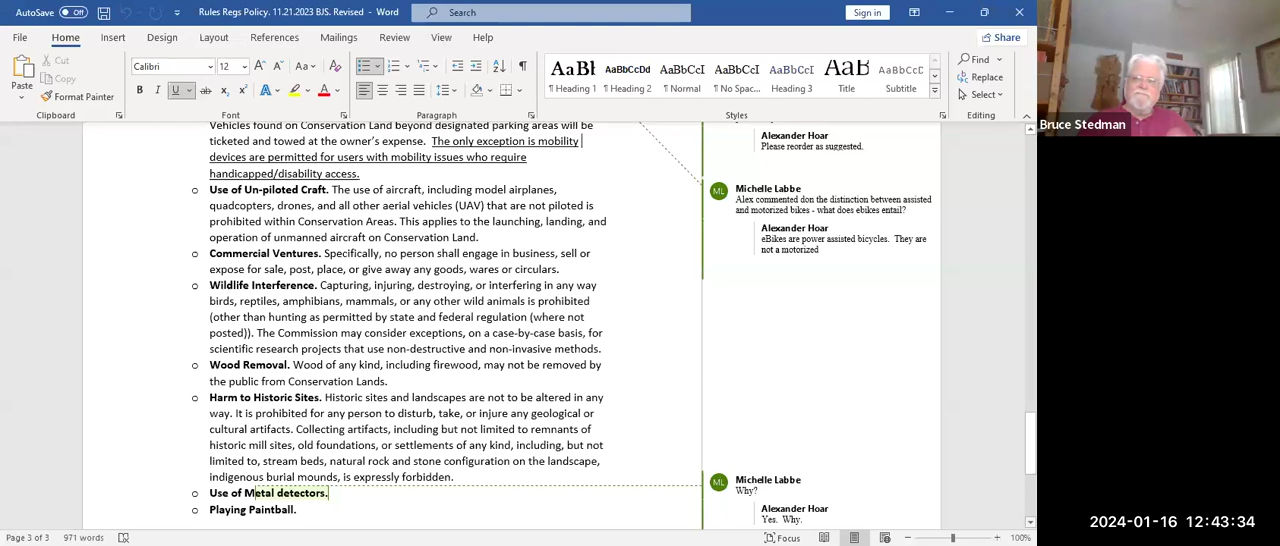 AutoSave Off Rules Regs Policy. 11.21.2023 BJS. Revised - Word Search Sign in
File Home Insert Design Layout References Mailings Review View Help Share
Paste Cut Copy Format Painter
Calibri 12
B I U ab x₂ x² A A
AaBl AaBbCcDd AaBbCcI AaBbCcI AaBbCcI AaB AaBbCcD
¶ Heading 1 ¶ Heading 2 ¶ Normal ¶ No Spac... Heading 3 Title Subtitle
Find Replace Select
Clipboard Font Paragraph Styles Editing
Vehicles found on Conservation Land beyond designated parking areas will be
ticketed and towed at the owner's expense. The only exception is mobility
devices are permitted for users with mobility issues who require
handicapped/disability access.
o Use of Un-piloted Craft. The use of aircraft, including model airplanes,
quadcopters, drones, and all other aerial vehicles (UAV) that are not piloted is
prohibited within Conservation Areas. This applies to the launching, landing, and
operation of unmanned aircraft on Conservation Land.
o Commercial Ventures. Specifically, no person shall engage in business, sell or
expose for sale, post, place, or give away any goods, wares or circulars.
o Wildlife Interference. Capturing, injuring, destroying, or interfering in any way
birds, reptiles, amphibians, mammals, or any other wild animals is prohibited
(other than hunting as permitted by state and federal regulation (where not
posted)). The Commission may consider exceptions, on a case-by-case basis, for
scientific research projects that use non-destructive and non-invasive methods.
o Wood Removal. Wood of any kind, including firewood, may not be removed by
the public from Conservation Lands.
o Harm to Historic Sites. Historic sites and landscapes are not to be altered in any
way. It is prohibited for any person to disturb, take, or injure any geological or
cultural artifacts. Collecting artifacts, including but not limited to remnants of
historic mill sites, old foundations, or settlements of any kind, including, but not
limited to, stream beds, natural rock and stone configuration on the landscape,
indigenous burial mounds, is expressly forbidden.
o Use of Metal detectors.
o Playing Paintball.
Alexander Hoar
Please reorder as suggested.
ML Michelle Labbe
Alex commented don the distinction between assisted
and motorized bikes - what does ebikes entail?
Alexander Hoar
eBikes are power assisted bicycles. They are
not a motorized
ML Michelle Labbe
Why?
Alexander Hoar
Yes. Why.
Page 3 of 3 971 words Focus 100%
Bruce Stedman
2024-01-16 12:43:34